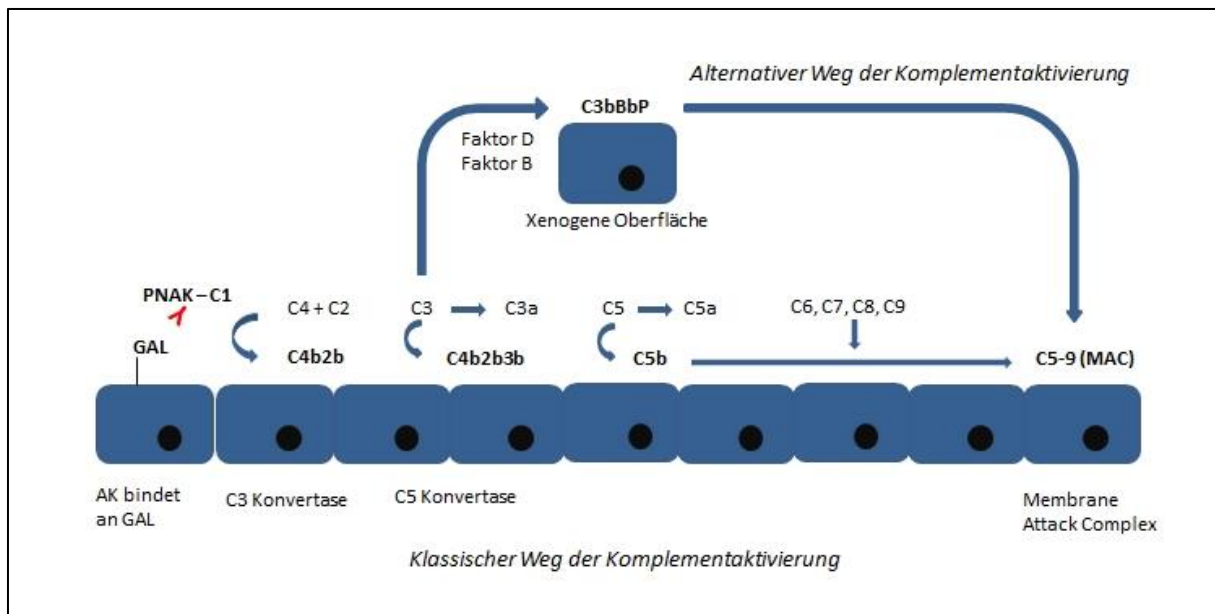 Alternativer Weg der Komplementaktivierung
C3bBbP
Faktor D
Faktor B
Xenogene Oberfläche
PNAK – C1
C4 + C2
C3
C3a
C5
C5a
C6, C7, C8, C9
GAL
C4b2b
C4b2b3b
C5b
C5-9 (MAC)
AK bindet
an GAL
C3 Konvertase
C5 Konvertase
Membrane
Attack Complex
Klassischer Weg der Komplementaktivierung